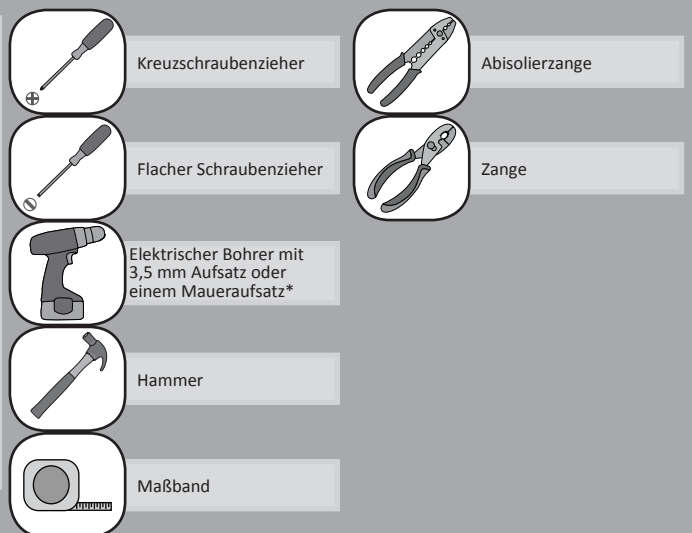 Kreuzschraubenzieher
Flacher Schraubenzieher
Elektrischer Bohrer mit
3,5 mm Aufsatz oder
einem Maueraufsatz*
Hammer
Maßband
Abisolierzange
Zange